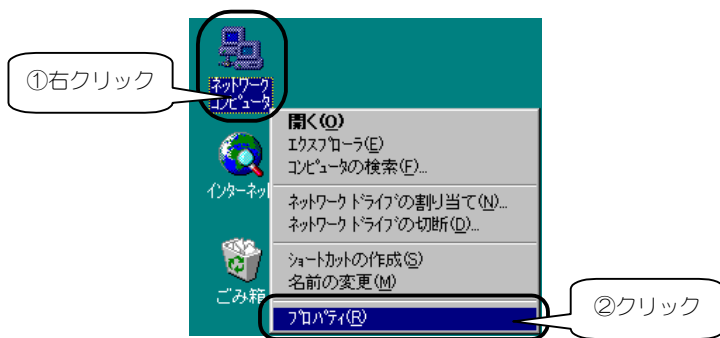 ①右クリック
ネットワーク
コンピュータ
開く(O)
エクスプローラ(E)
コンピュータの検索(F)...
インターネット
ネットワーク ドライブの割り当て(N)...
ネットワーク ドライブの切断(D)...
ショートカットの作成(S)
名前の変更(M)
ごみ箱
プロパティ(R)
②クリック